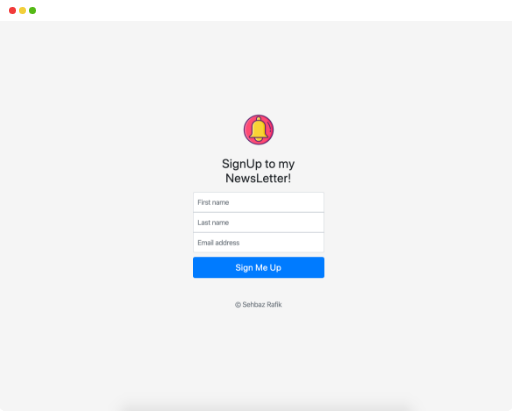 SignUp to my
NewsLetter!
First name
Last name
Email address
Sign Me Up
© Sehbaz Rafik